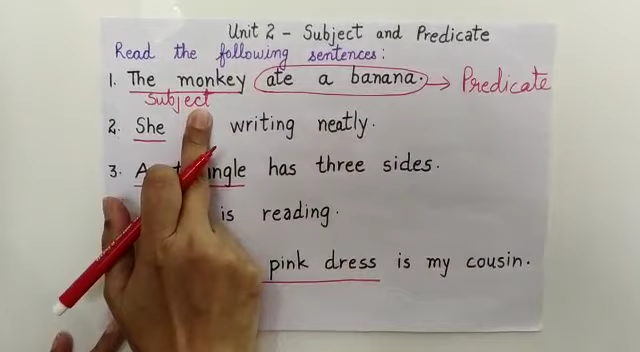 Unit 2 - Subject and Predicate
Read the following sentences:
1. The monkey ate a banana. → Predicate
Subject
2. She writing neatly.
3. A has three sides.
is reading.
pink dress is my cousin.